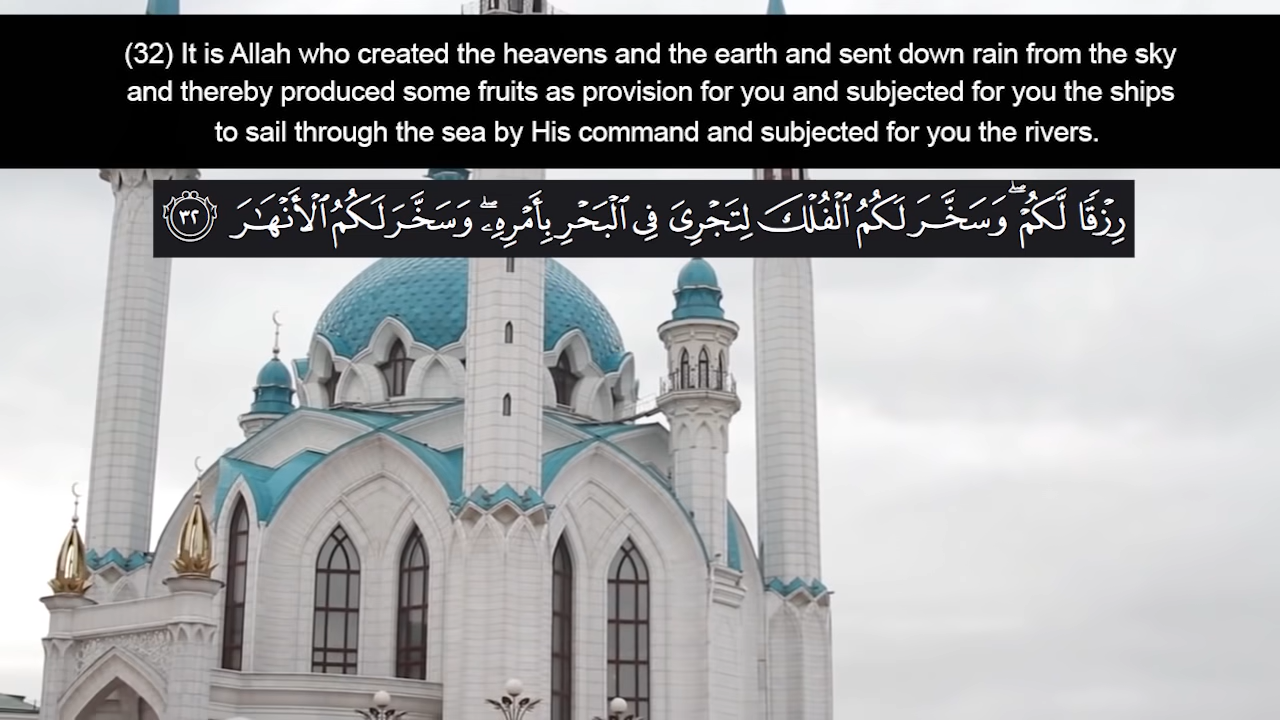 (32) It is Allah who created the heavens and the earth and sent down rain from the sky
and thereby produced some fruits as provision for you and subjected for you the ships
to sail through the sea by His command and subjected for you the rivers.
رِزْقًا لَّكُمْ ۖ وَسَخَّرَ لَكُمُ ٱلْفُلْكَ لِتَجْرِىَ فِى ٱلْبَحْرِ بِأَمْرِهِۦ ۖ وَسَخَّرَ لَكُمُ ٱلْأَنْهَـٰرَ ٣٢